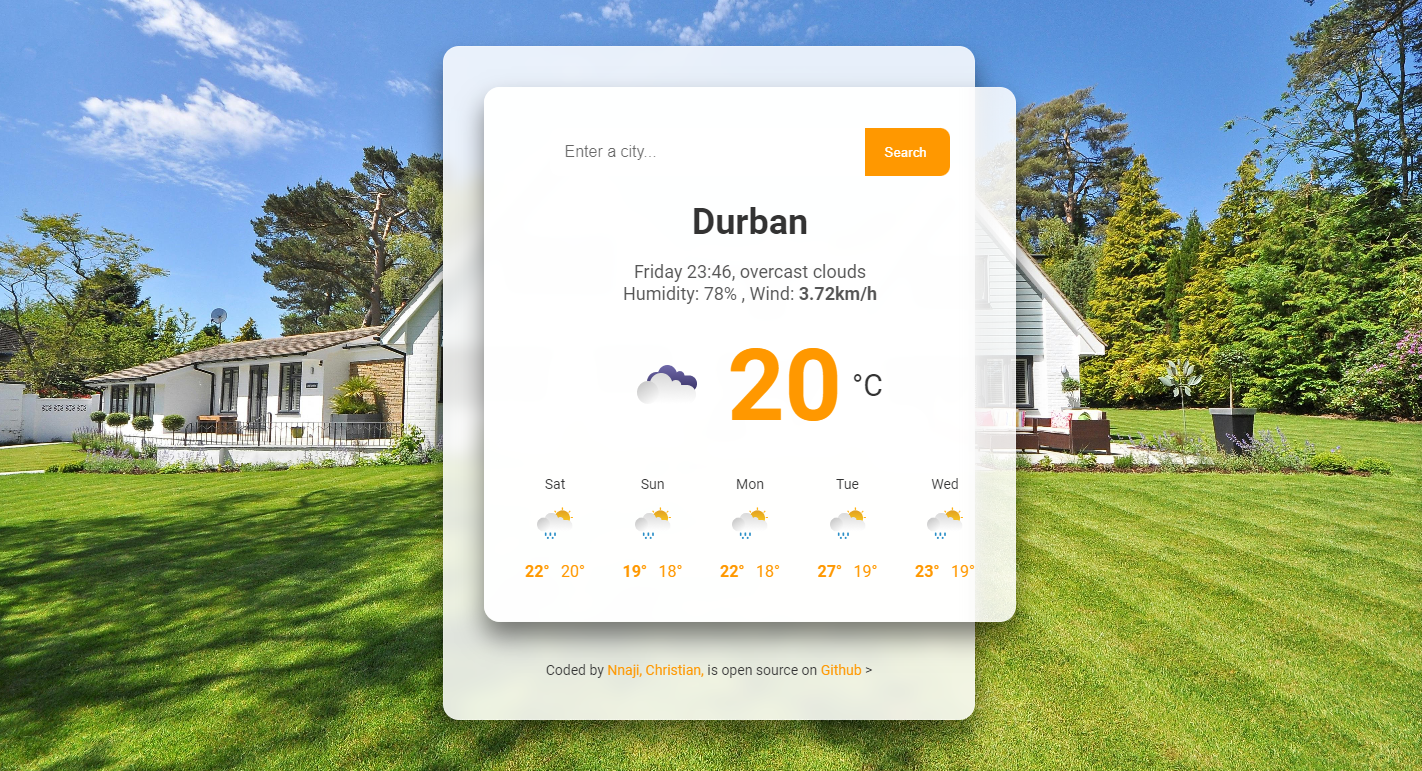 Enter a city...
Search
Durban
Friday 23:46, overcast clouds
Humidity: 78% , Wind: 3.72km/h
20 °C
Sat Sun Mon Tue Wed
22° 20° 19° 18° 22° 18° 27° 19° 23° 19°
Coded by Nnaji, Christian, is open source on Github >